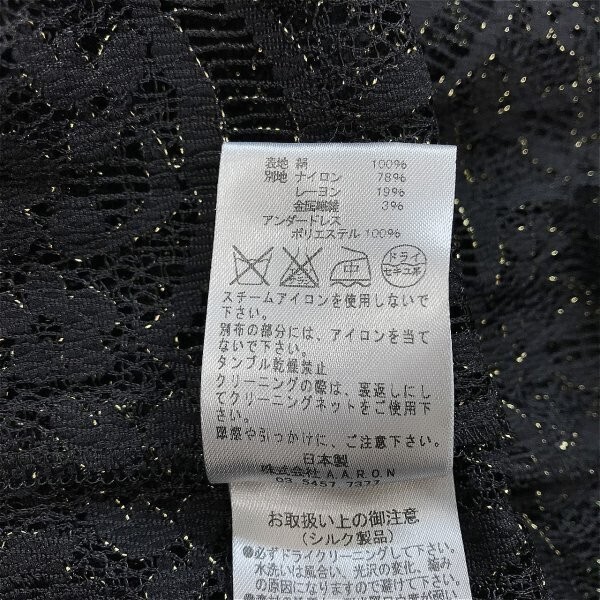 表地 絹 100%
別地 ナイロン 78%
レーヨン 19%
金属繊維 3%
アンダードレス
ポリエステル 100%
中 ドライ セキユ系
スチームアイロンを使用しないで
下さい。
別布の部分には、アイロンを当て
ないで下さい。
タンブル乾燥禁止
クリーニングの際は、裏返しにし
てクリーニングネットをご使用下
さい。
摩擦や引っかけに、ご注意下さい。
日本製
株式会社A.ARON
03 5457 7377
お取扱い上の御注意
(シルク製品)
●必ずドライクリーニングして下さい。
水洗いは風合い、光沢の変化、縮みの
原因になりますので避けて下さい。